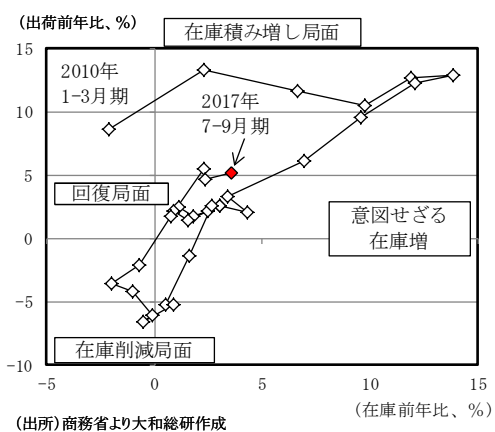 （出荷前年比、％）
在庫積み増し局面
15
2010年
1-3月期
2017年
7-9月期
10
5
回復局面
意図せざる
在庫増
0
-5
在庫削減局面
-10
-5
0
5
10
15
（在庫前年比、％）
（出所）商務省より大和総研作成